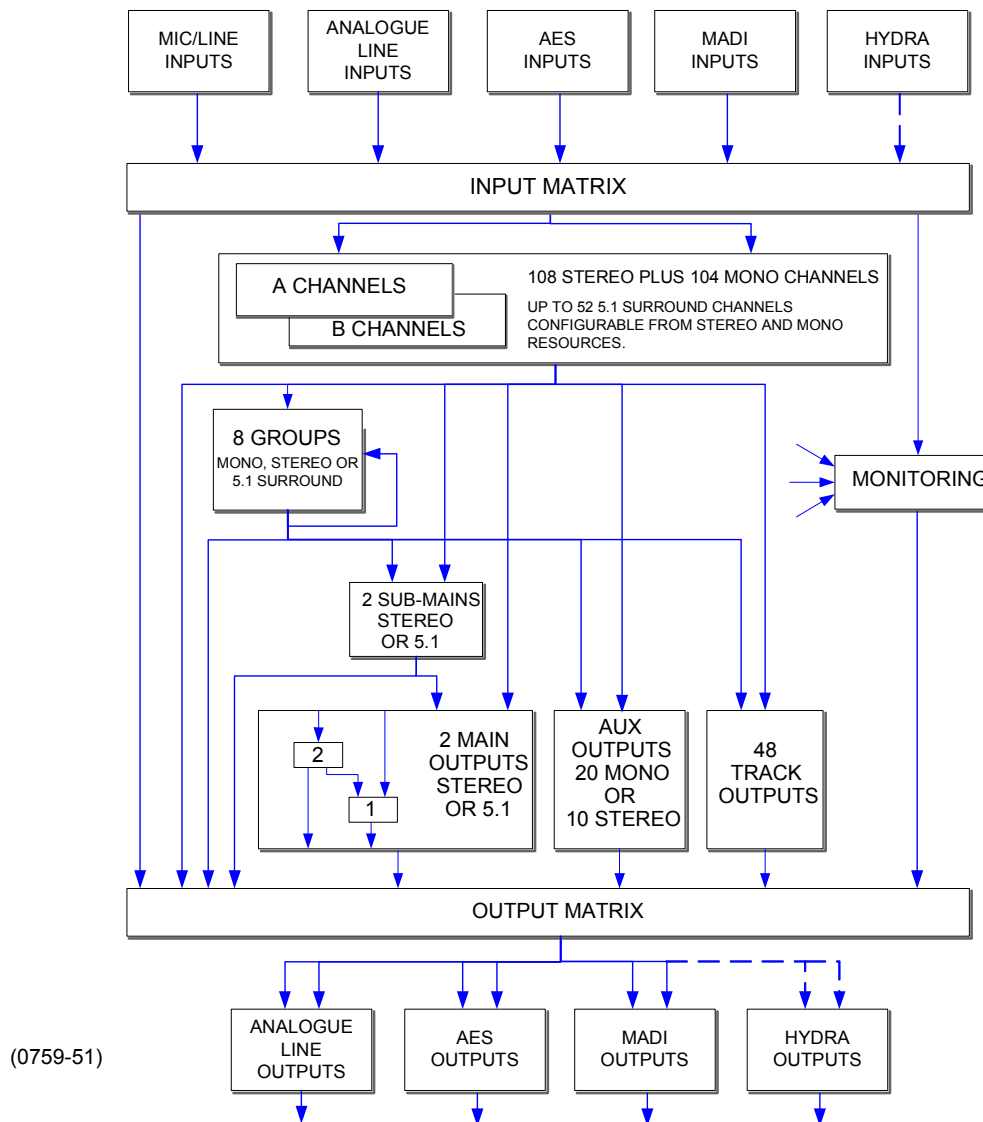 MIC/LINE
INPUTS
ANALOGUE
LINE
INPUTS
AES
INPUTS
MADI
INPUTS
HYDRA
INPUTS
INPUT MATRIX
A CHANNELS
B CHANNELS
108 STEREO PLUS 104 MONO CHANNELS
UP TO 52 5.1 SURROUND CHANNELS
CONFIGURABLE FROM STEREO AND MONO
RESOURCES.
8 GROUPS
MONO, STEREO OR
5.1 SURROUND
MONITORING
2 SUB-MAINS
STEREO
OR 5.1
2
1
2 MAIN
OUTPUTS
STEREO
OR 5.1
AUX
OUTPUTS
20 MONO
OR
10 STEREO
48
TRACK
OUTPUTS
OUTPUT MATRIX
ANALOGUE
LINE
OUTPUTS
AES
OUTPUTS
MADI
OUTPUTS
HYDRA
OUTPUTS
(0759-51)